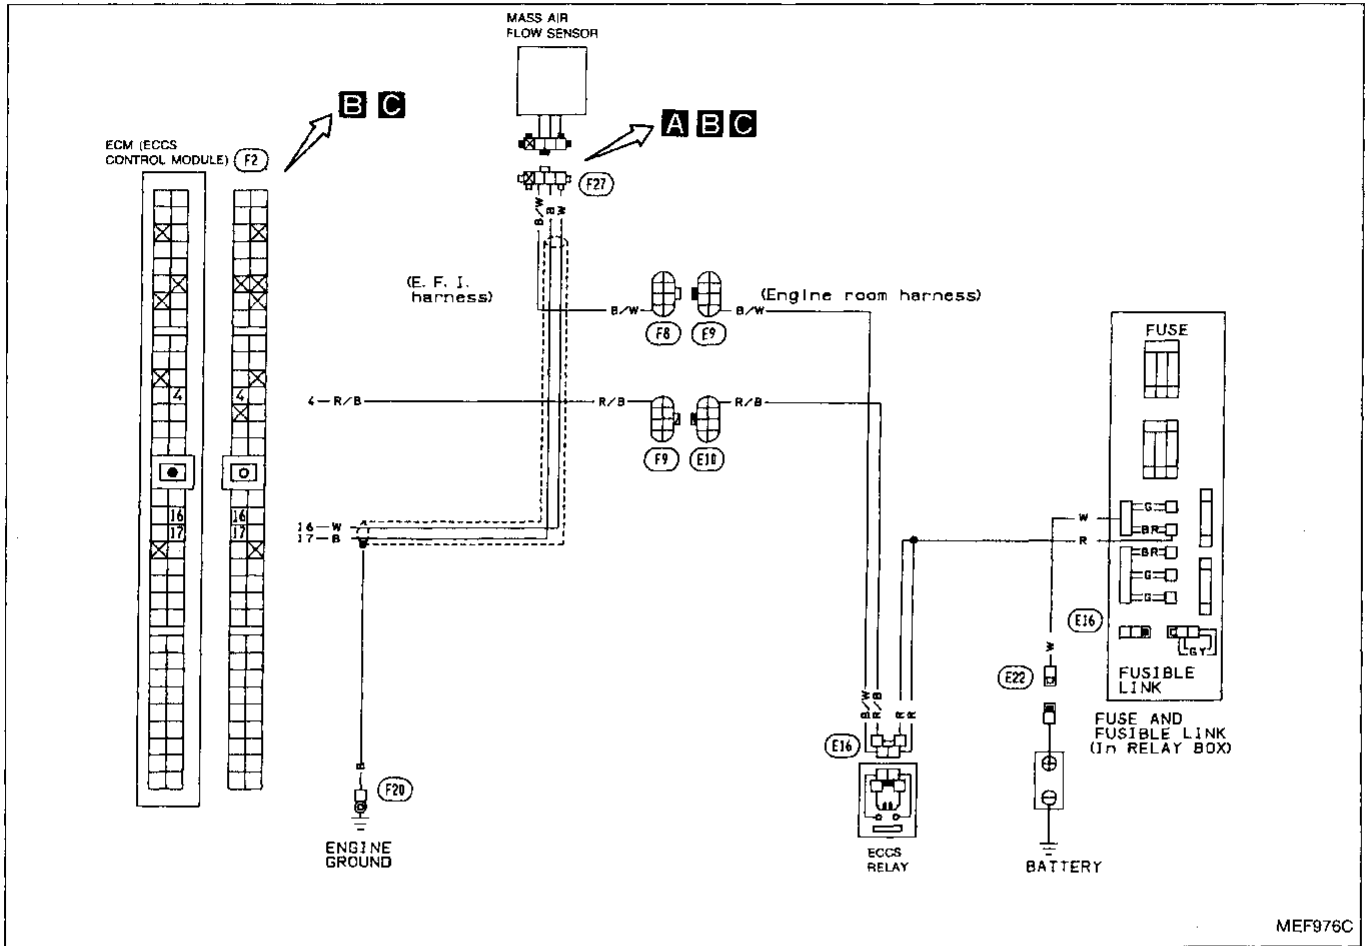 MASS AIR
FLOW SENSOR
B C
A B C
ECM (ECCS
CONTROL MODULE)
F2
F27
B/W
B
W
(E. F. I.
harness)
(Engine room harness)
B/W
B/W
F8
E9
FUSE
4
4
4 R/B
R/B
R/B
F9
E10
16
17
16
17
16 W
17 B
W
R
G
BR
BR
G
G
E16
GY
W
E22
FUSIBLE
LINK
FUSE AND
FUSIBLE LINK
(In RELAY BOX)
B/W
R/B
R
R
E16
B
F20
ENGINE
GROUND
ECCS
RELAY
BATTERY
MEF976C